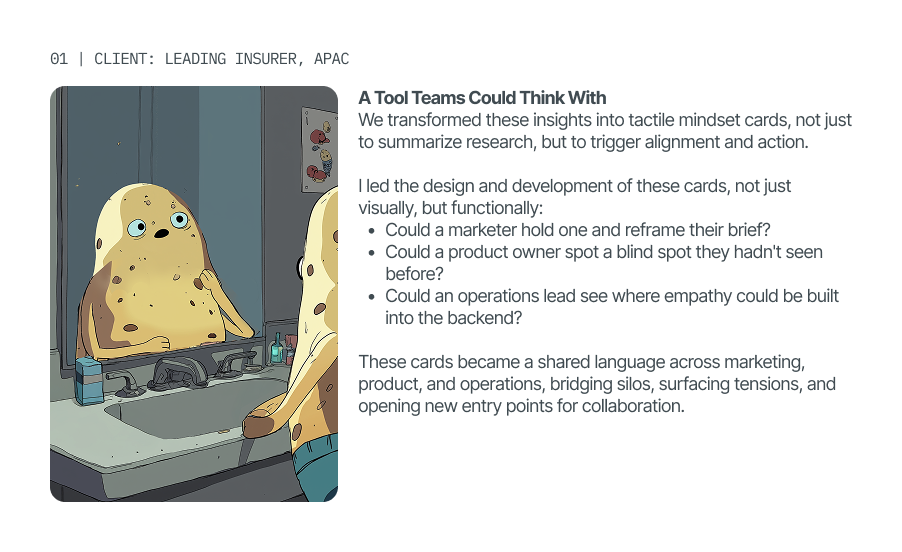 01 | CLIENT: LEADING INSURER, APAC
A Tool Teams Could Think With
We transformed these insights into tactile mindset cards, not just
to summarize research, but to trigger alignment and action.
I led the design and development of these cards, not just
visually, but functionally:
• Could a marketer hold one and reframe their brief?
• Could a product owner spot a blind spot they hadn't seen
before?
• Could an operations lead see where empathy could be built
into the backend?
These cards became a shared language across marketing,
product, and operations, bridging silos, surfacing tensions, and
opening new entry points for collaboration.